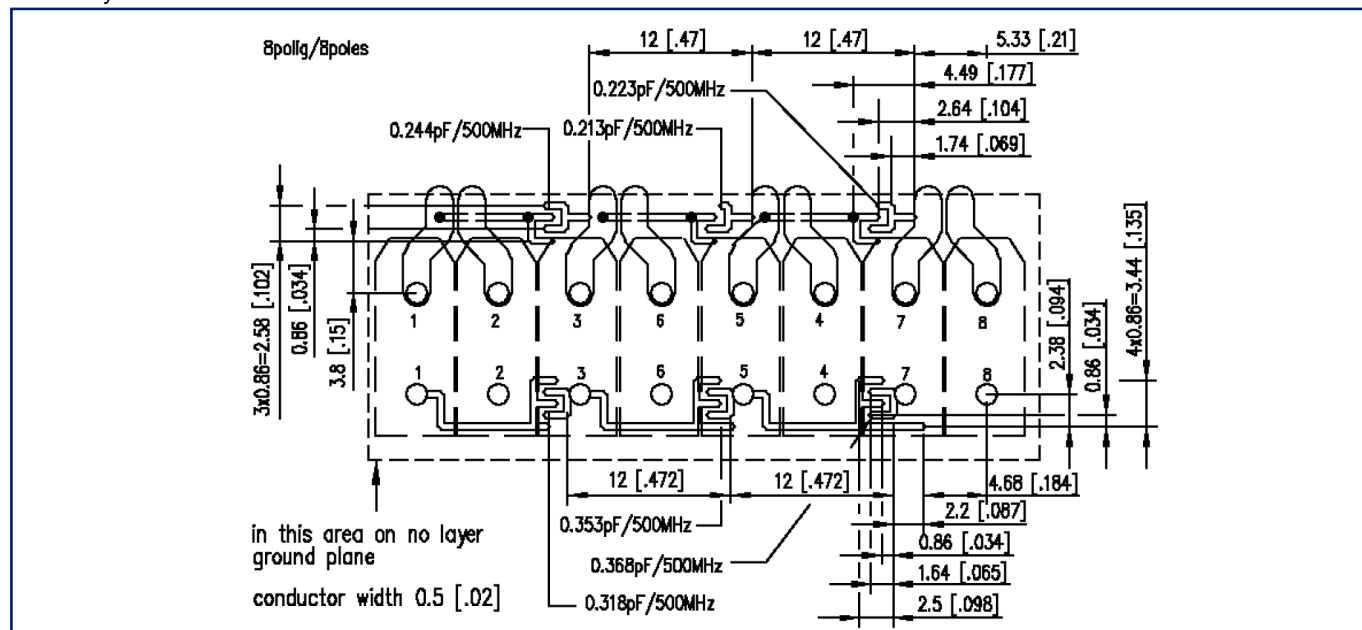 8polig/8poles
12 [.47]
12 [.47]
5.33 [.21]
4.49 [.177]
0.223pF/500MHz
2.64 [.104]
0.244pF/500MHz
0.213pF/500MHz
1.74 [.069]
3x0.86=2.58 [.102]
0.86 [.034]
3.8 [.15]
1 2 3 6 5 4 7 8
1 2 3 6 5 4 7 8
2.38 [.094]
0.86 [.034]
4x0.86=3.44 [.135]
12 [.472]
12 [.472]
4.68 [.184]
in this area on no layer
ground plane
0.353pF/500MHz
2.2 [.087]
0.368pF/500MHz
0.86 [.034]
1.64 [.065]
conductor width 0.5 [.02]
0.318pF/500MHz
2.5 [.098]